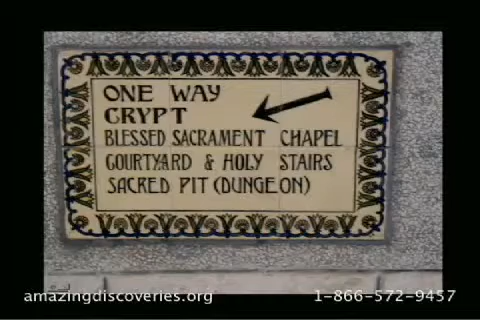 ONE WAY
CRYPT
BLESSED SACRAMENT CHAPEL
COURTYARD & HOLY STAIRS
SACRED PIT (DUNGEON)
amazingdiscoveries.org 1-866-572-9457